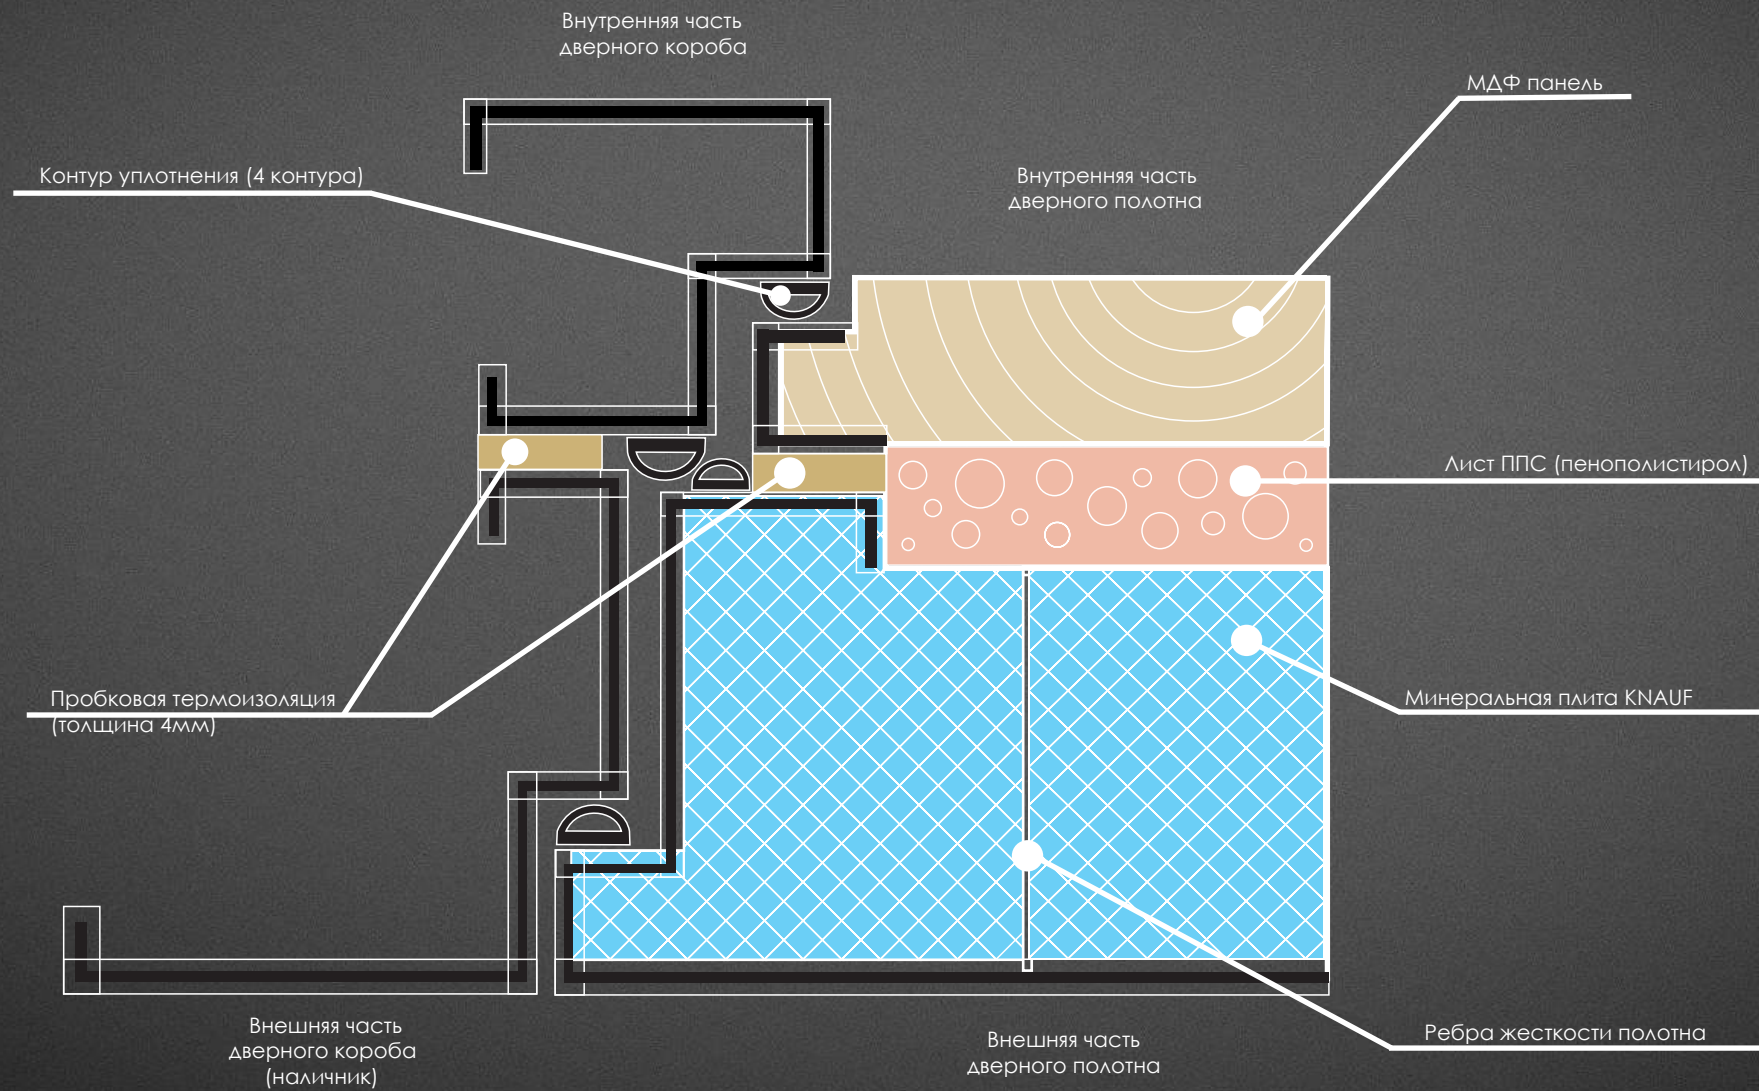 Внутренняя часть
дверного короба
МДФ панель
Контур уплотнения (4 контура)
Внутренняя часть
дверного полотна
Лист ППС (пенополистирол)
Пробковая термоизоляция
(толщина 4мм)
Минеральная плита KNAUF
Внешняя часть
дверного короба
(наличник)
Внешняя часть
дверного полотна
Ребра жесткости полотна